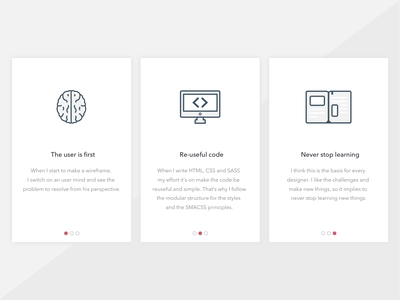 The user is first
When I start to make a wireframe,
I switch on an user mind and see the
problem to resolve from his perspective.
Re-useful code
When I write HTML, CSS and SASS
my effort it's on make the code be
reuseful and simple. That's why I follow
the modular structure for the styles
and the SMACSS principles.
Never stop learning
I think this is the basis for every
designer. I like the challenges and
make new things, so it implies to
never stop learning new things